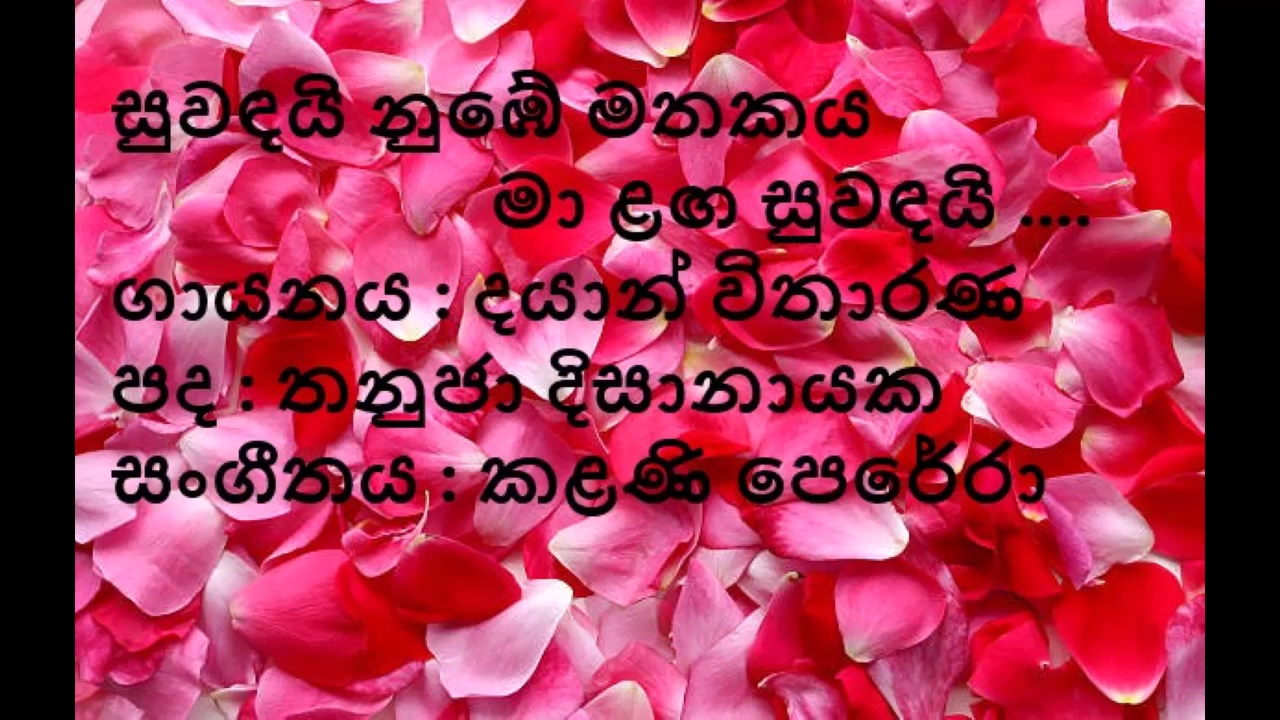 සුවඳයි නුඹේ මතකය
මා ළඟ සුවඳයි ....
ගායනය : දයාන් විතාරණ
පද : තනුජා දිසානායක
සංගීතය : කළණි පෙරේරා